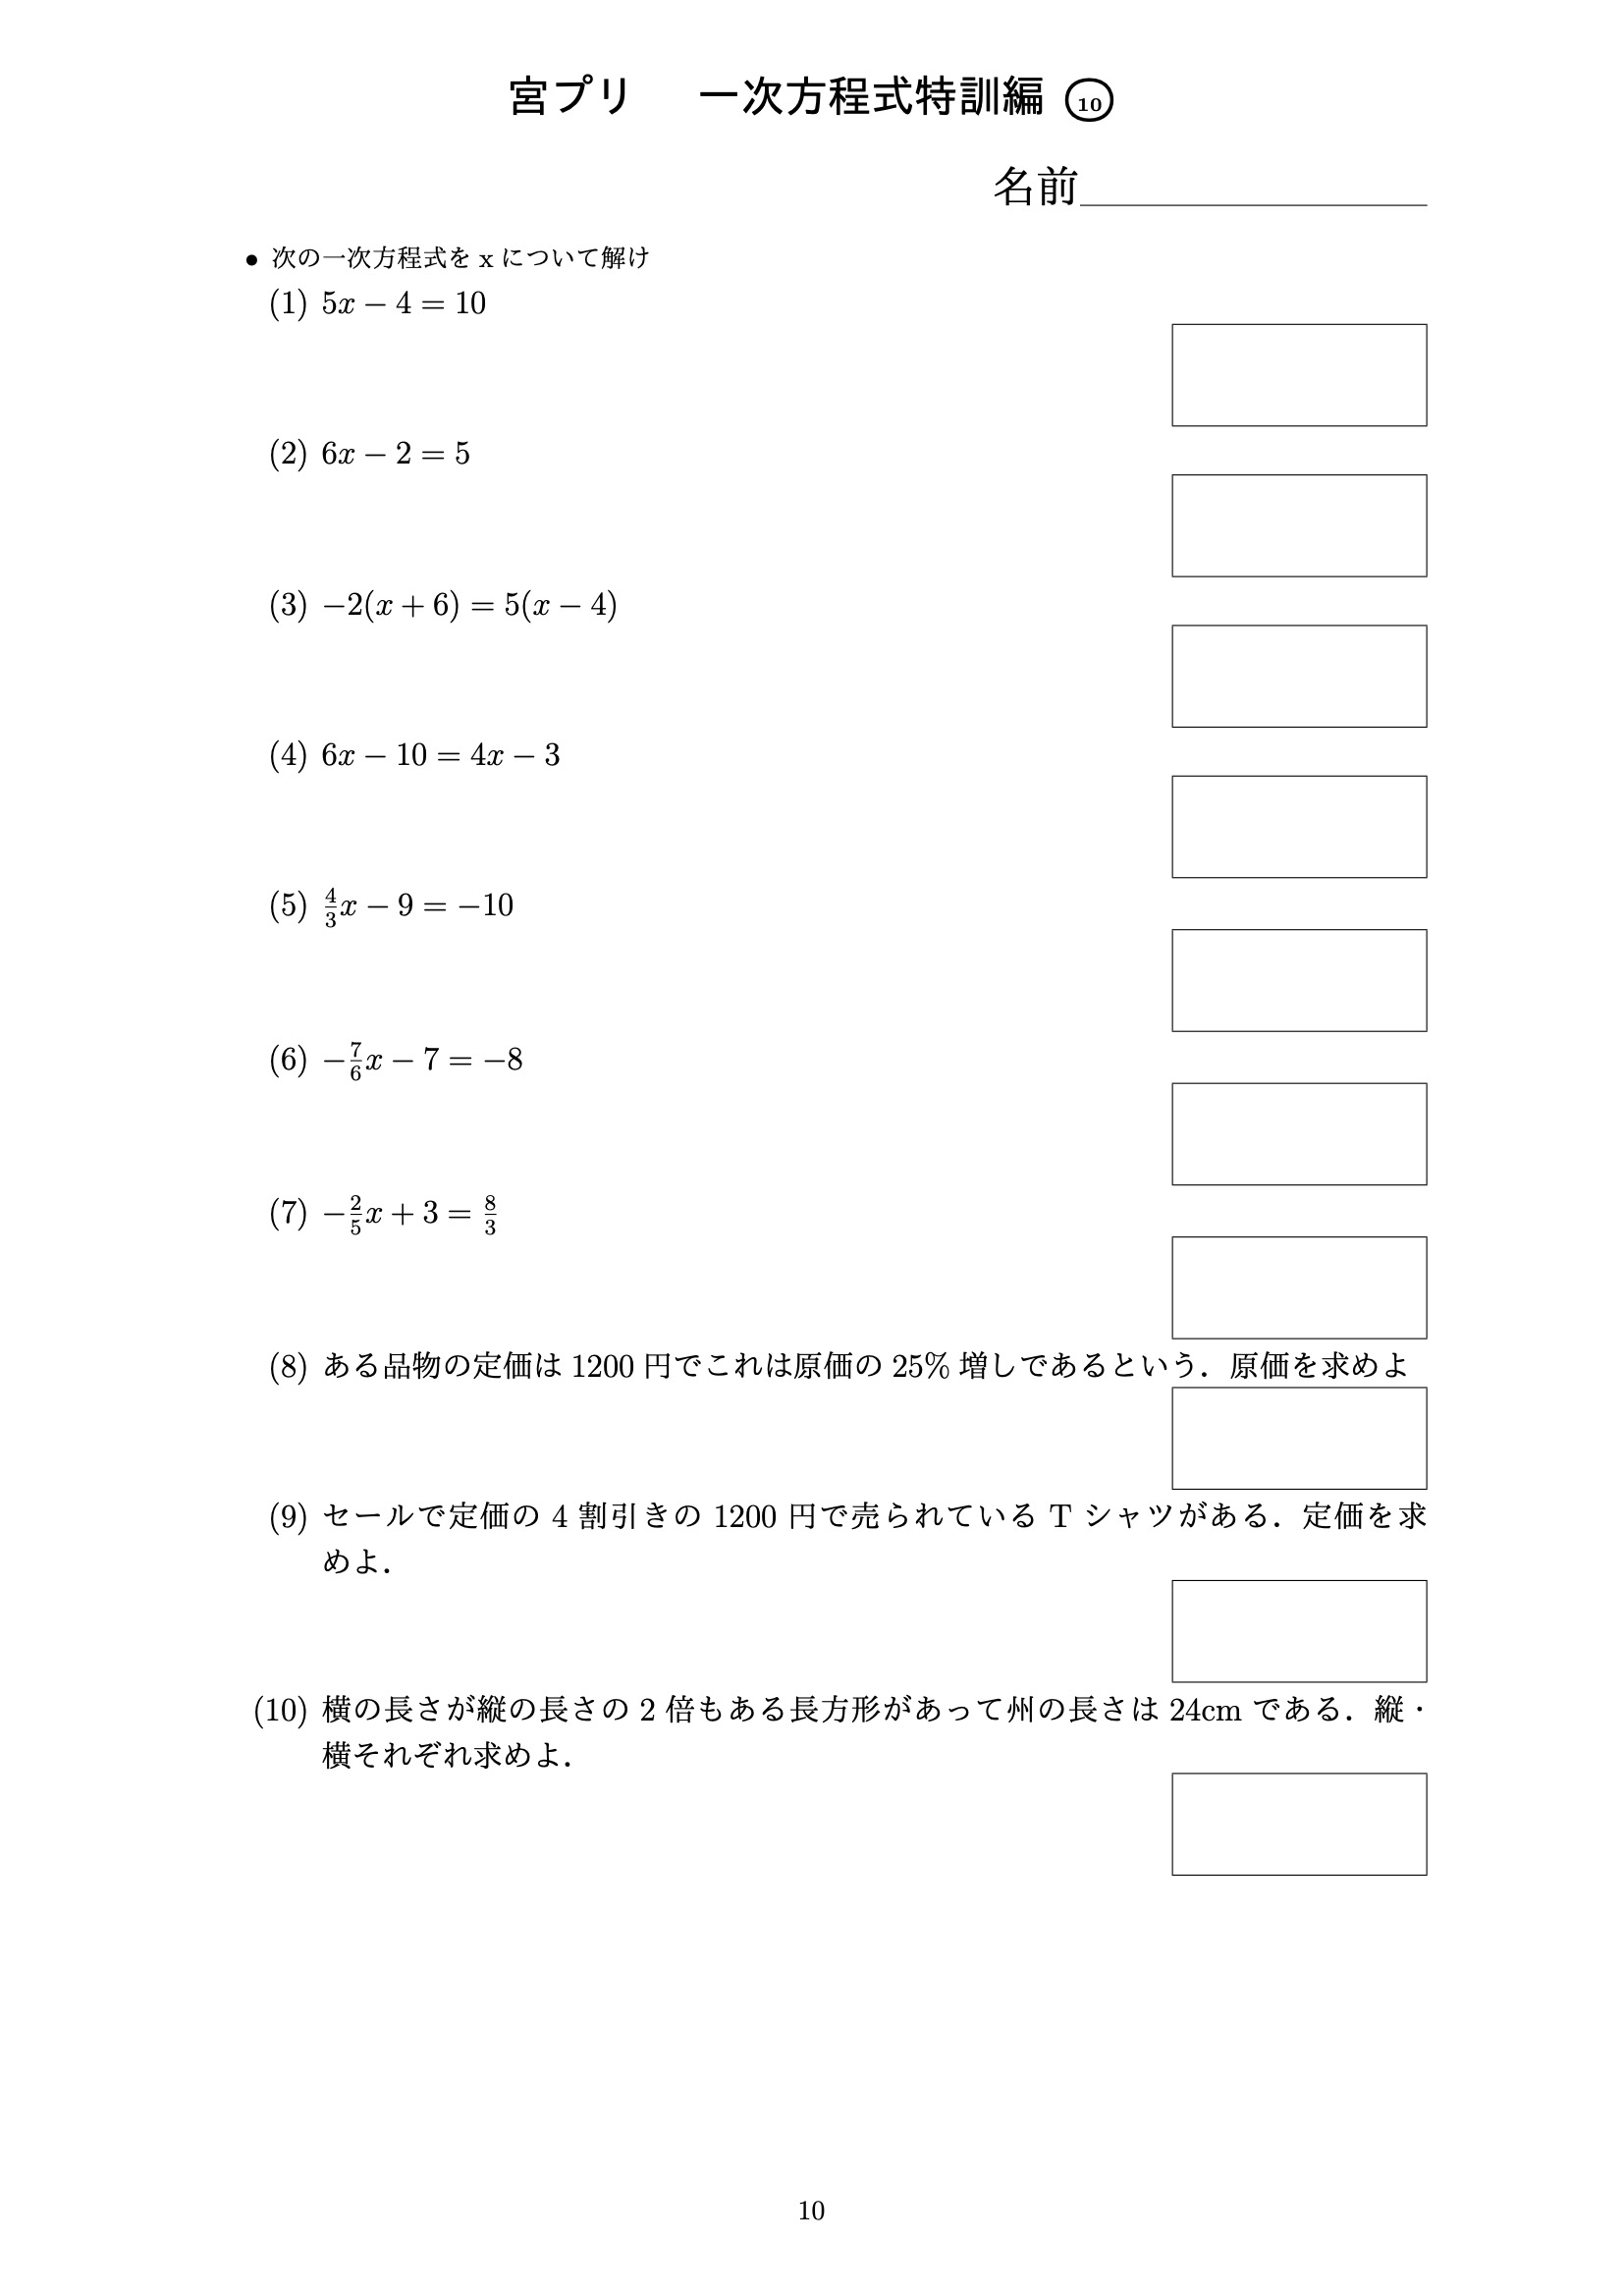 宮プリ　一次方程式特訓編 ⑩
名前
• 次の一次方程式を x について解け
(1) 5x − 4 = 10
(2) 6x − 2 = 5
(3) −2(x + 6) = 5(x − 4)
(4) 6x − 10 = 4x − 3
(5) 4/3x − 9 = −10
(6) −7/6x − 7 = −8
(7) −2/5x + 3 = 8/3
(8) ある品物の定価は 1200 円でこれは原価の 25% 増しであるという．原価を求めよ
(9) セールで定価の 4 割引きの 1200 円で売られている T シャツがある．定価を求
めよ．
(10) 横の長さが縦の長さの 2 倍もある長方形があって州の長さは 24cm である．縦・
横それぞれ求めよ．
10